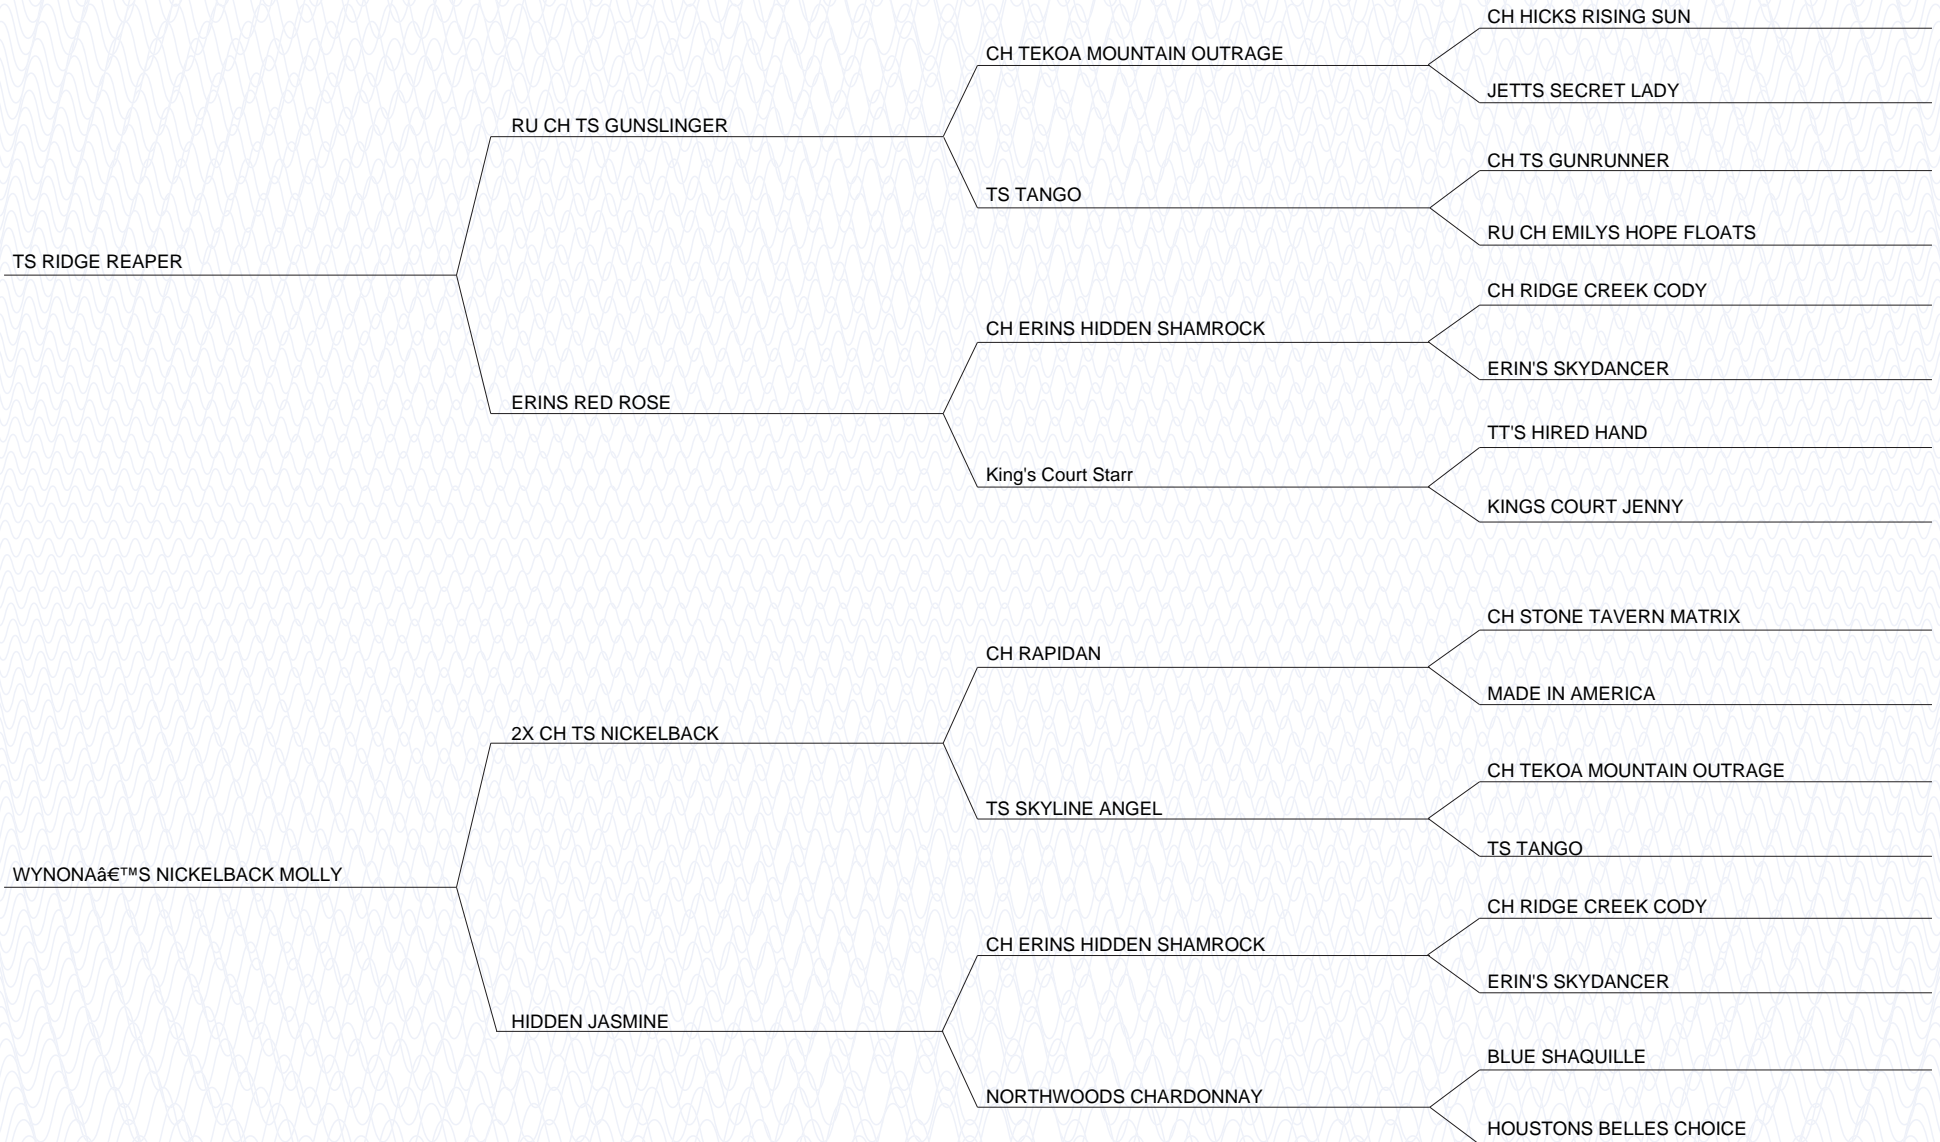 CH HICKS RISING SUN
CH TEKOA MOUNTAIN OUTRAGE
JETTS SECRET LADY
RU CH TS GUNSLINGER
CH TS GUNRUNNER
TS TANGO
RU CH EMILYS HOPE FLOATS
TS RIDGE REAPER
CH RIDGE CREEK CODY
CH ERINS HIDDEN SHAMROCK
ERIN'S SKYDANCER
ERINS RED ROSE
TT'S HIRED HAND
King's Court Starr
KINGS COURT JENNY
CH STONE TAVERN MATRIX
CH RAPIDAN
MADE IN AMERICA
2X CH TS NICKELBACK
CH TEKOA MOUNTAIN OUTRAGE
TS SKYLINE ANGEL
TS TANGO
WYNONAâ€™S NICKELBACK MOLLY
CH RIDGE CREEK CODY
CH ERINS HIDDEN SHAMROCK
ERIN'S SKYDANCER
HIDDEN JASMINE
BLUE SHAQUILLE
NORTHWOODS CHARDONNAY
HOUSTONS BELLES CHOICE